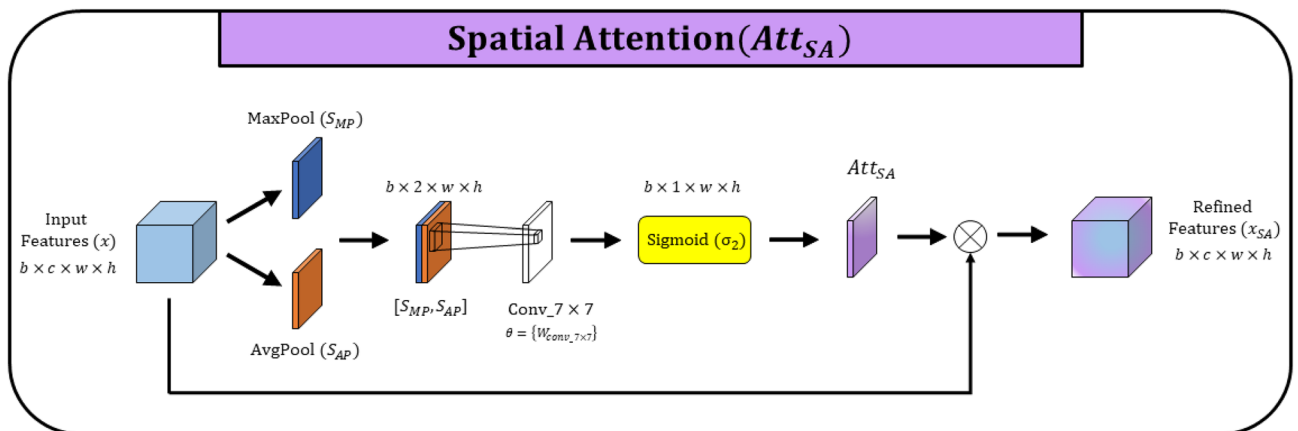 Spatial Attention(Att_SA)
MaxPool (S_MP)
Input
Features (x)
b × c × w × h
AvgPool (S_AP)
b × 2 × w × h
[S_MP, S_AP]
Conv_7 × 7
θ = {W_conv_7×7}
b × 1 × w × h
Sigmoid (σ₂)
Att_SA
Refined
Features (x_SA)
b × c × w × h